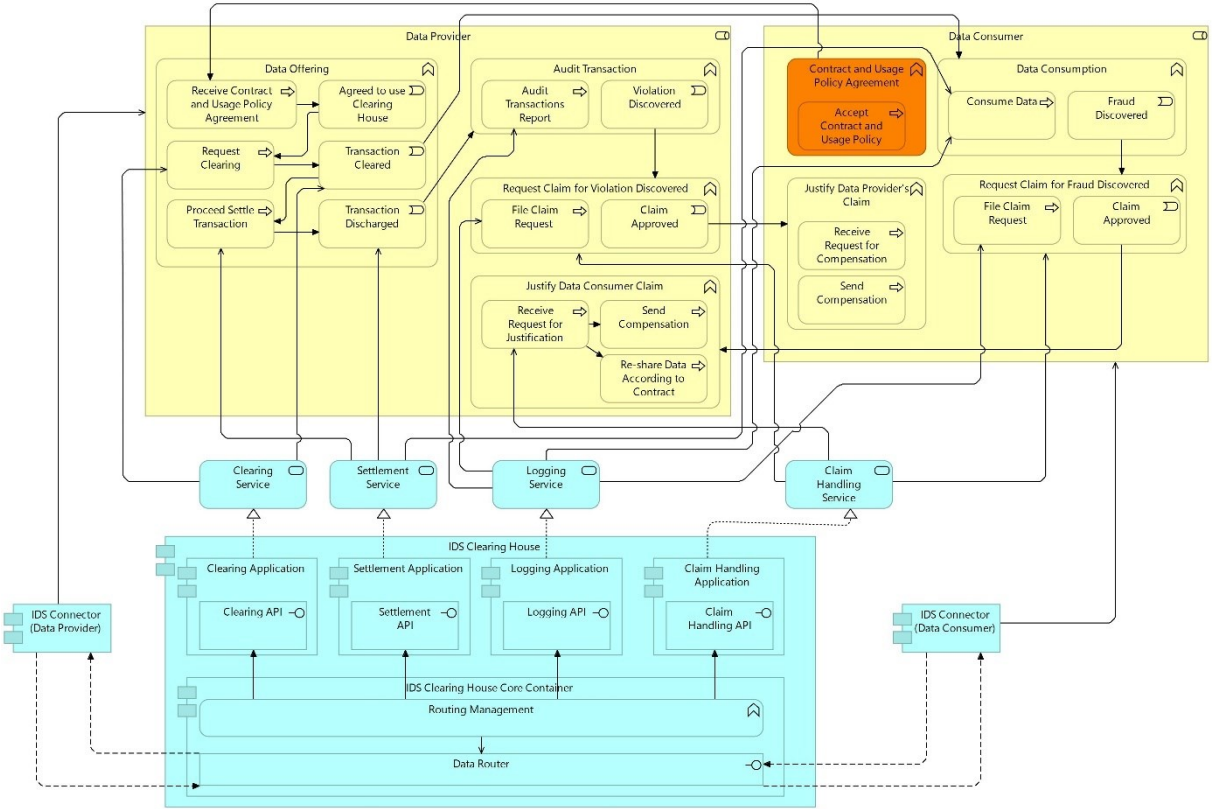 Data Provider
Data Offering
Receive Contract
and Usage Policy
Agreement
Agreed to use
Clearing
House
Request
Clearing
Transaction
Cleared
Proceed Settle
Transaction
Transaction
Discharged
Audit Transaction
Audit
Transactions
Report
Violation
Discovered
Request Claim for Violation Discovered
File Claim
Request
Claim
Approved
Justify Data Consumer Claim
Receive
Request for
Justification
Send
Compensation
Re-share Data
According to
Contract
Data Consumer
Contract and Usage
Policy Agreement
Accept
Contract and
Usage Policy
Data Consumption
Consume Data
Fraud
Discovered
Justify Data Provider's
Claim
Receive
Request for
Compensation
Send
Compensation
Request Claim for Fraud Discovered
File Claim
Request
Claim
Approved
Clearing
Service
Settlement
Service
Logging
Service
Claim
Handling
Service
IDS Clearing House
Clearing Application
Clearing API
Settlement Application
Settlement
API
Logging Application
Logging API
Claim Handling
Application
Claim
Handling API
IDS Connector
(Data Provider)
IDS Connector
(Data Consumer)
IDS Clearing House Core Container
Routing Management
Data Router